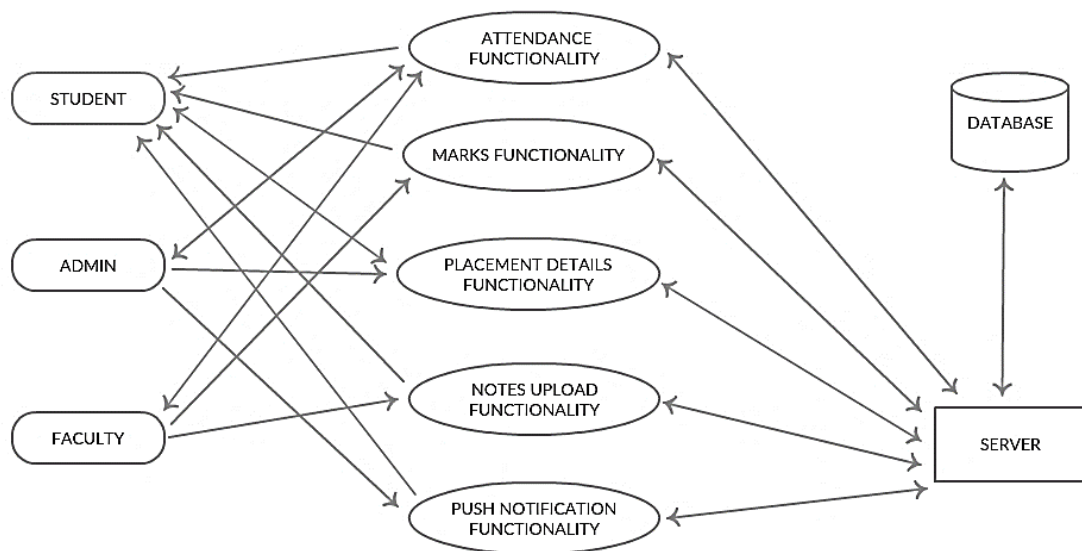 ATTENDANCE
FUNCTIONALITY
STUDENT
DATABASE
MARKS FUNCTIONALITY
ADMIN
PLACEMENT DETAILS
FUNCTIONALITY
NOTES UPLOAD
FUNCTIONALITY
FACULTY
SERVER
PUSH NOTIFICATION
FUNCTIONALITY